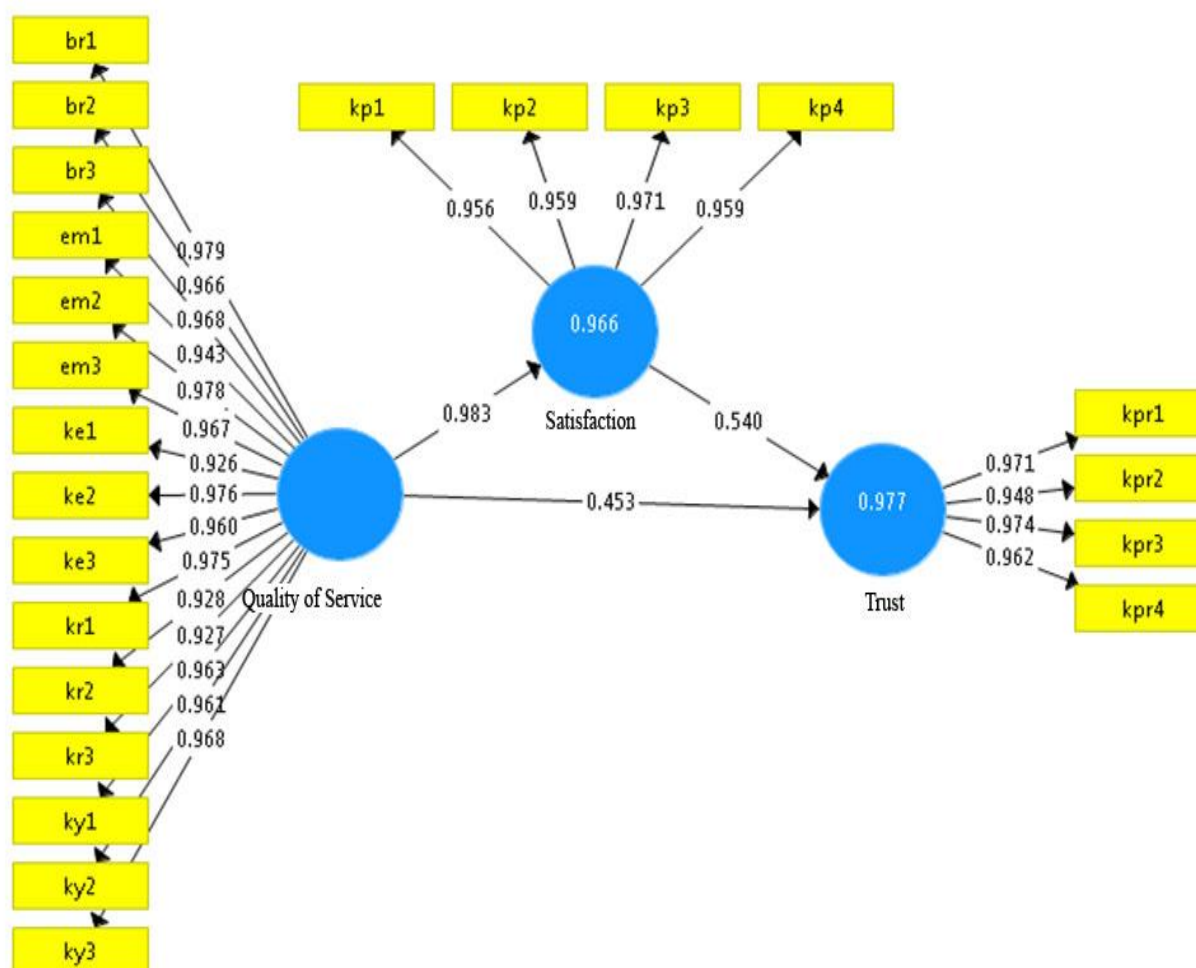 br1
br2
br3
em1
em2
em3
ke1
ke2
ke3
kr1
kr2
kr3
ky1
ky2
ky3
0.979
0.966
0.968
0.943
0.978
0.967
0.926
0.976
0.960
0.975
0.928
0.927
0.963
0.961
0.968
Quality of Service
kp1 kp2 kp3 kp4
0.956 0.959 0.971 0.959
0.966
Satisfaction
0.983
0.540
0.453
0.977
Trust
0.971
0.948
0.974
0.962
kpr1
kpr2
kpr3
kpr4